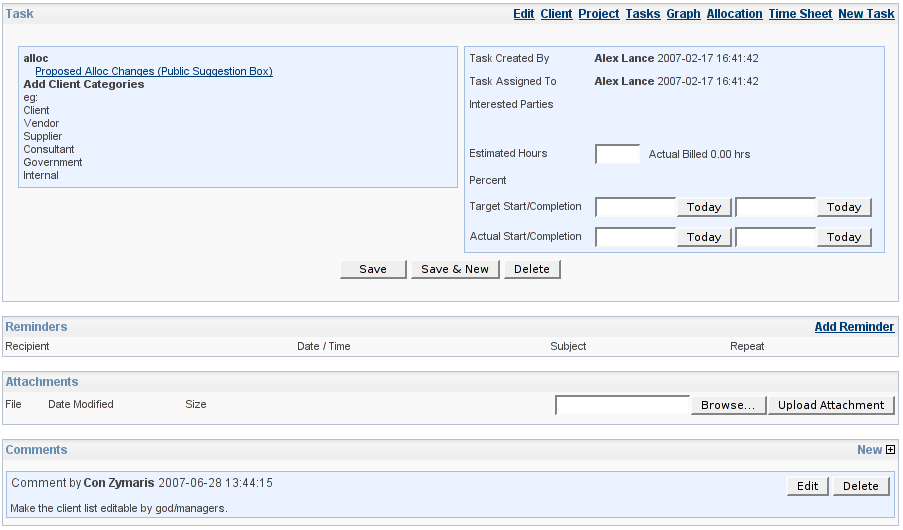 Task Edit Client Project Tasks Graph Allocation Time Sheet New Task
alloc
Proposed Alloc Changes (Public Suggestion Box)
Add Client Categories
eg:
Client
Vendor
Supplier
Consultant
Government
Internal
Task Created By Alex Lance 2007-02-17 16:41:42
Task Assigned To Alex Lance 2007-02-17 16:41:42
Interested Parties
Estimated Hours Actual Billed 0.00 hrs
Percent
Target Start/Completion Today Today
Actual Start/Completion Today Today
Save Save & New Delete
Reminders Add Reminder
Recipient Date / Time Subject Repeat
Attachments
File Date Modified Size Browse... Upload Attachment
Comments New
Comment by Con Zymaris 2007-06-28 13:44:15 Edit Delete
Make the client list editable by god/managers.